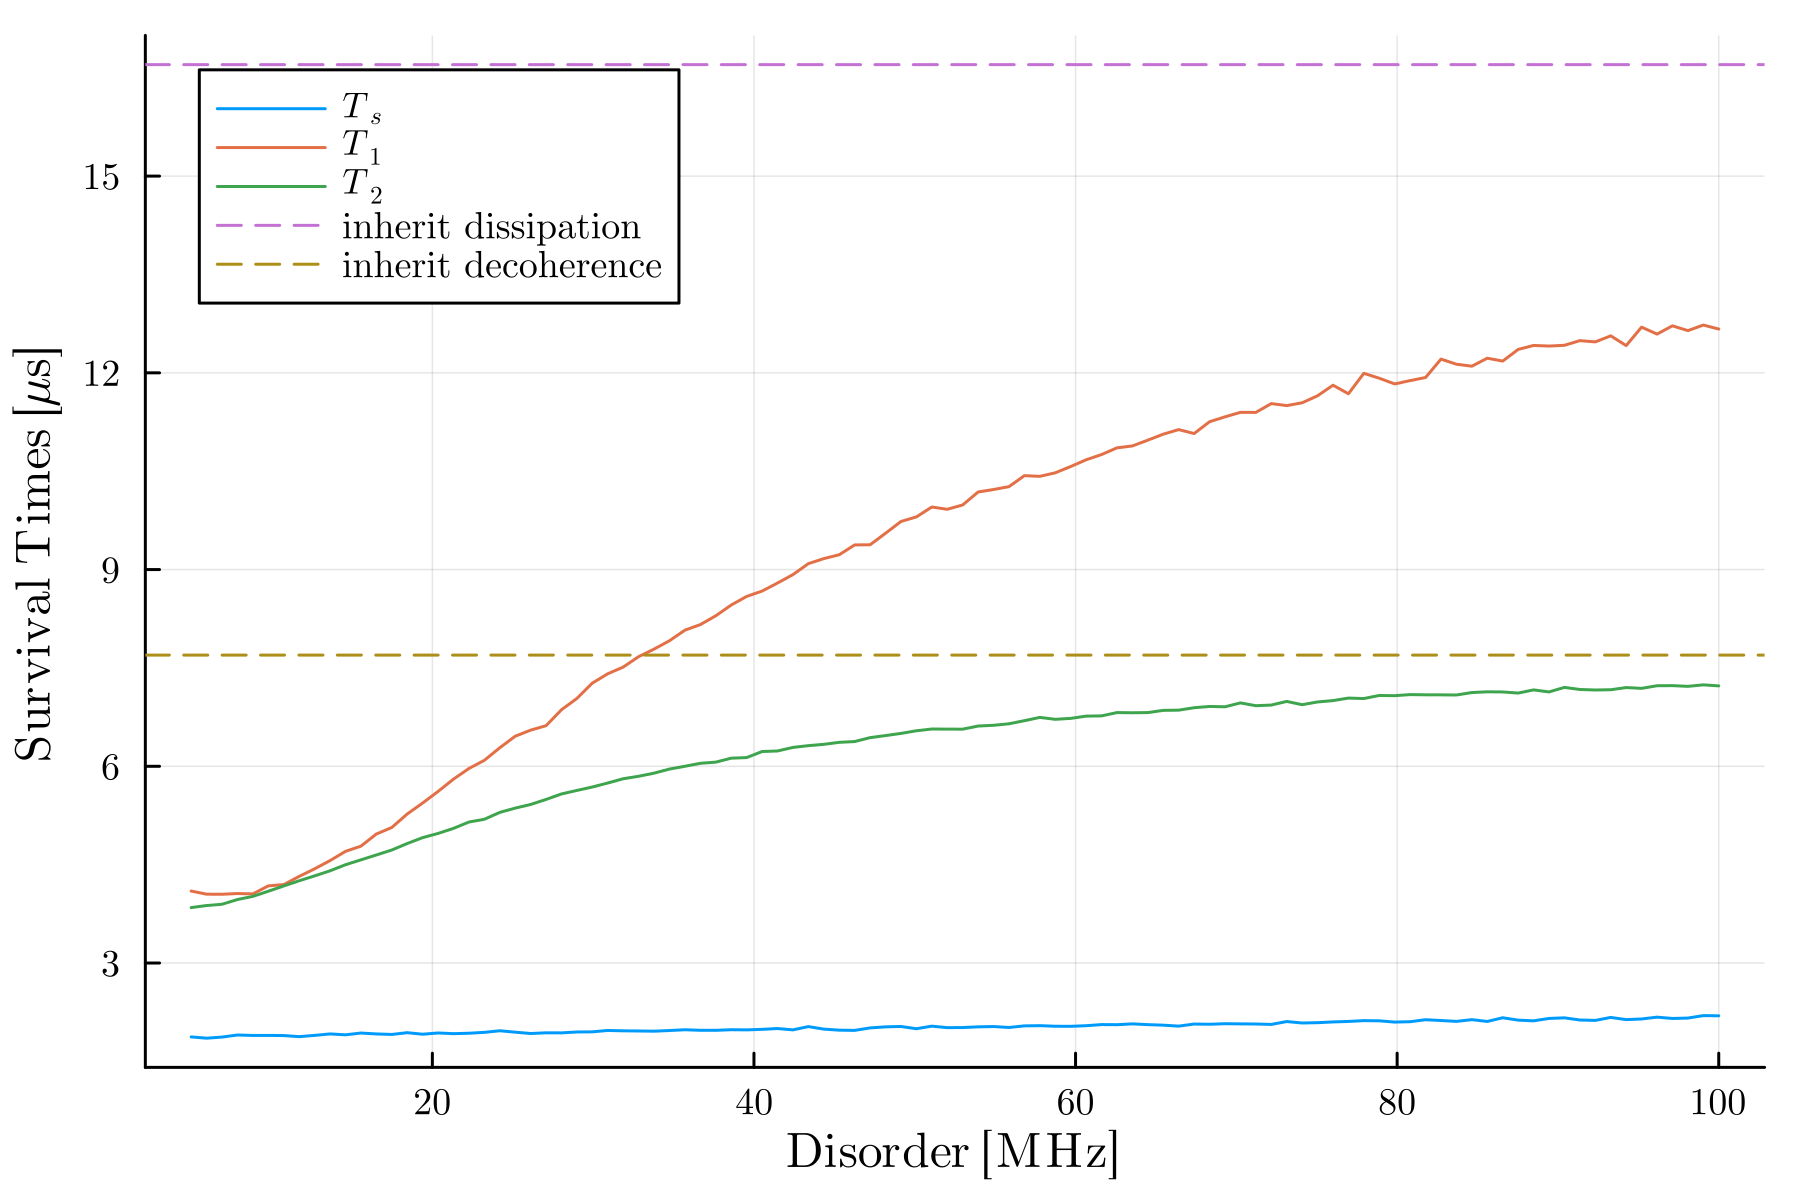 T_s
T_1
T_2
inherit dissipation
inherit decoherence
15
12
9
6
3
Survival Times [μs]
20 40 60 80 100
Disorder [MHz]